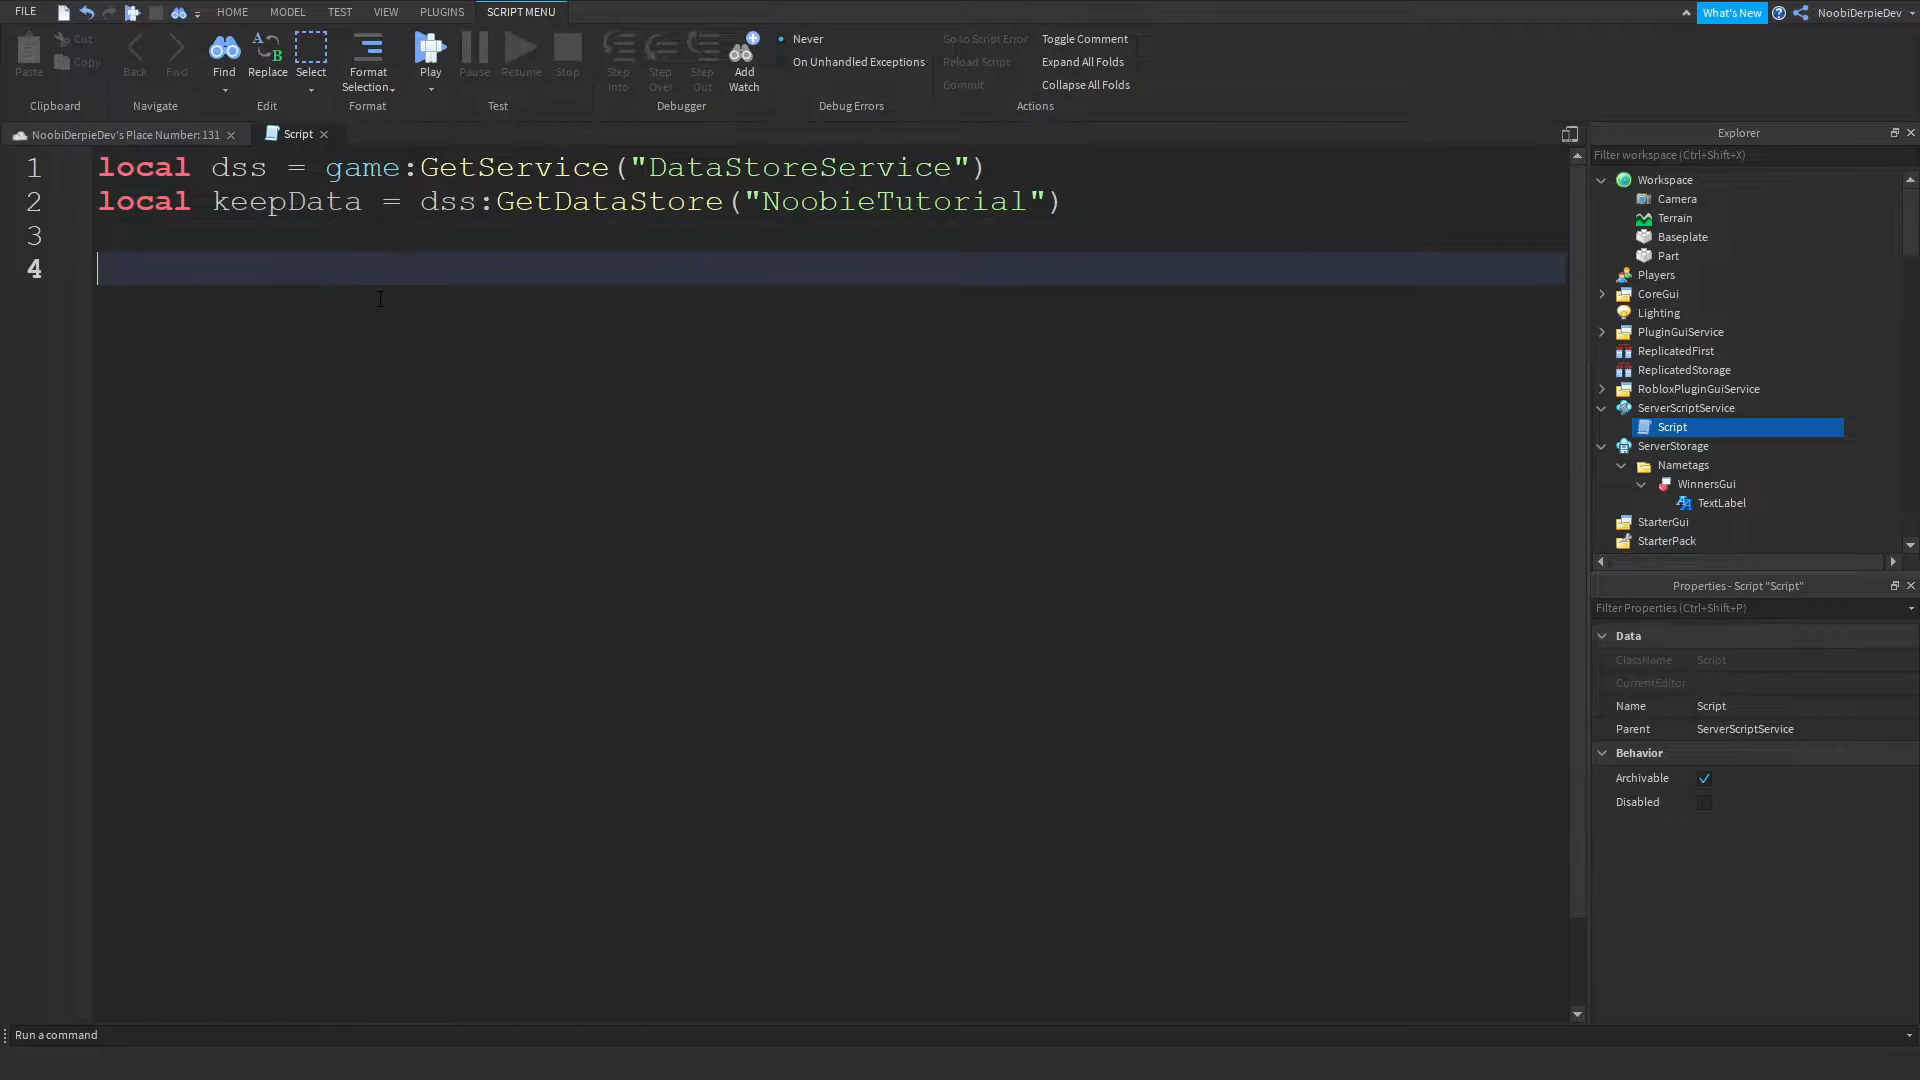 FILE HOME MODEL TEST VIEW PLUGINS SCRIPT MENU What's New NoobiDerpieDev
Paste Cut Copy Back Fwd Find Replace Select Format Selection Play Pause Resume Stop Step Into Step Over Step Out Add Watch
Never Go to Script Error Toggle Comment
On Unhandled Exceptions Reload Script Expand All Folds
Commit Collapse All Folds
Clipboard Navigate Edit Format Test Debugger Debug Errors Actions
NoobiDerpieDev's Place Number: 131 Script
1 local dss = game:GetService("DataStoreService")
2 local keepData = dss:GetDataStore("NoobieTutorial")
3
4
Explorer
Filter workspace (Ctrl+Shift+X)
Workspace
Camera
Terrain
Baseplate
Part
Players
CoreGui
Lighting
PluginGuiService
ReplicatedFirst
ReplicatedStorage
RobloxPluginGuiService
ServerScriptService
Script
ServerStorage
Nametags
WinnersGui
TextLabel
StarterGui
StarterPack
Properties - Script "Script"
Filter Properties (Ctrl+Shift+P)
Data
ClassName Script
CurrentEditor
Name Script
Parent ServerScriptService
Behavior
Archivable
Disabled
Run a command